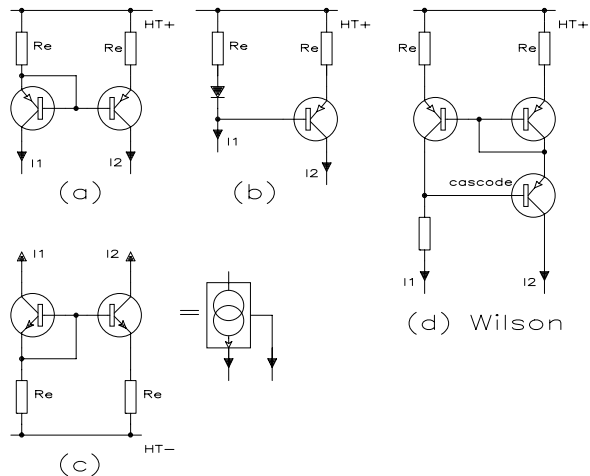 HT+
Re
Re
I1
I2
(a)
HT+
Re
Re
I1
I2
(b)
HT+
Re
Re
cascode
I1
I2
(d) Wilson
I1
I2
=
Re
Re
HT-
(c)